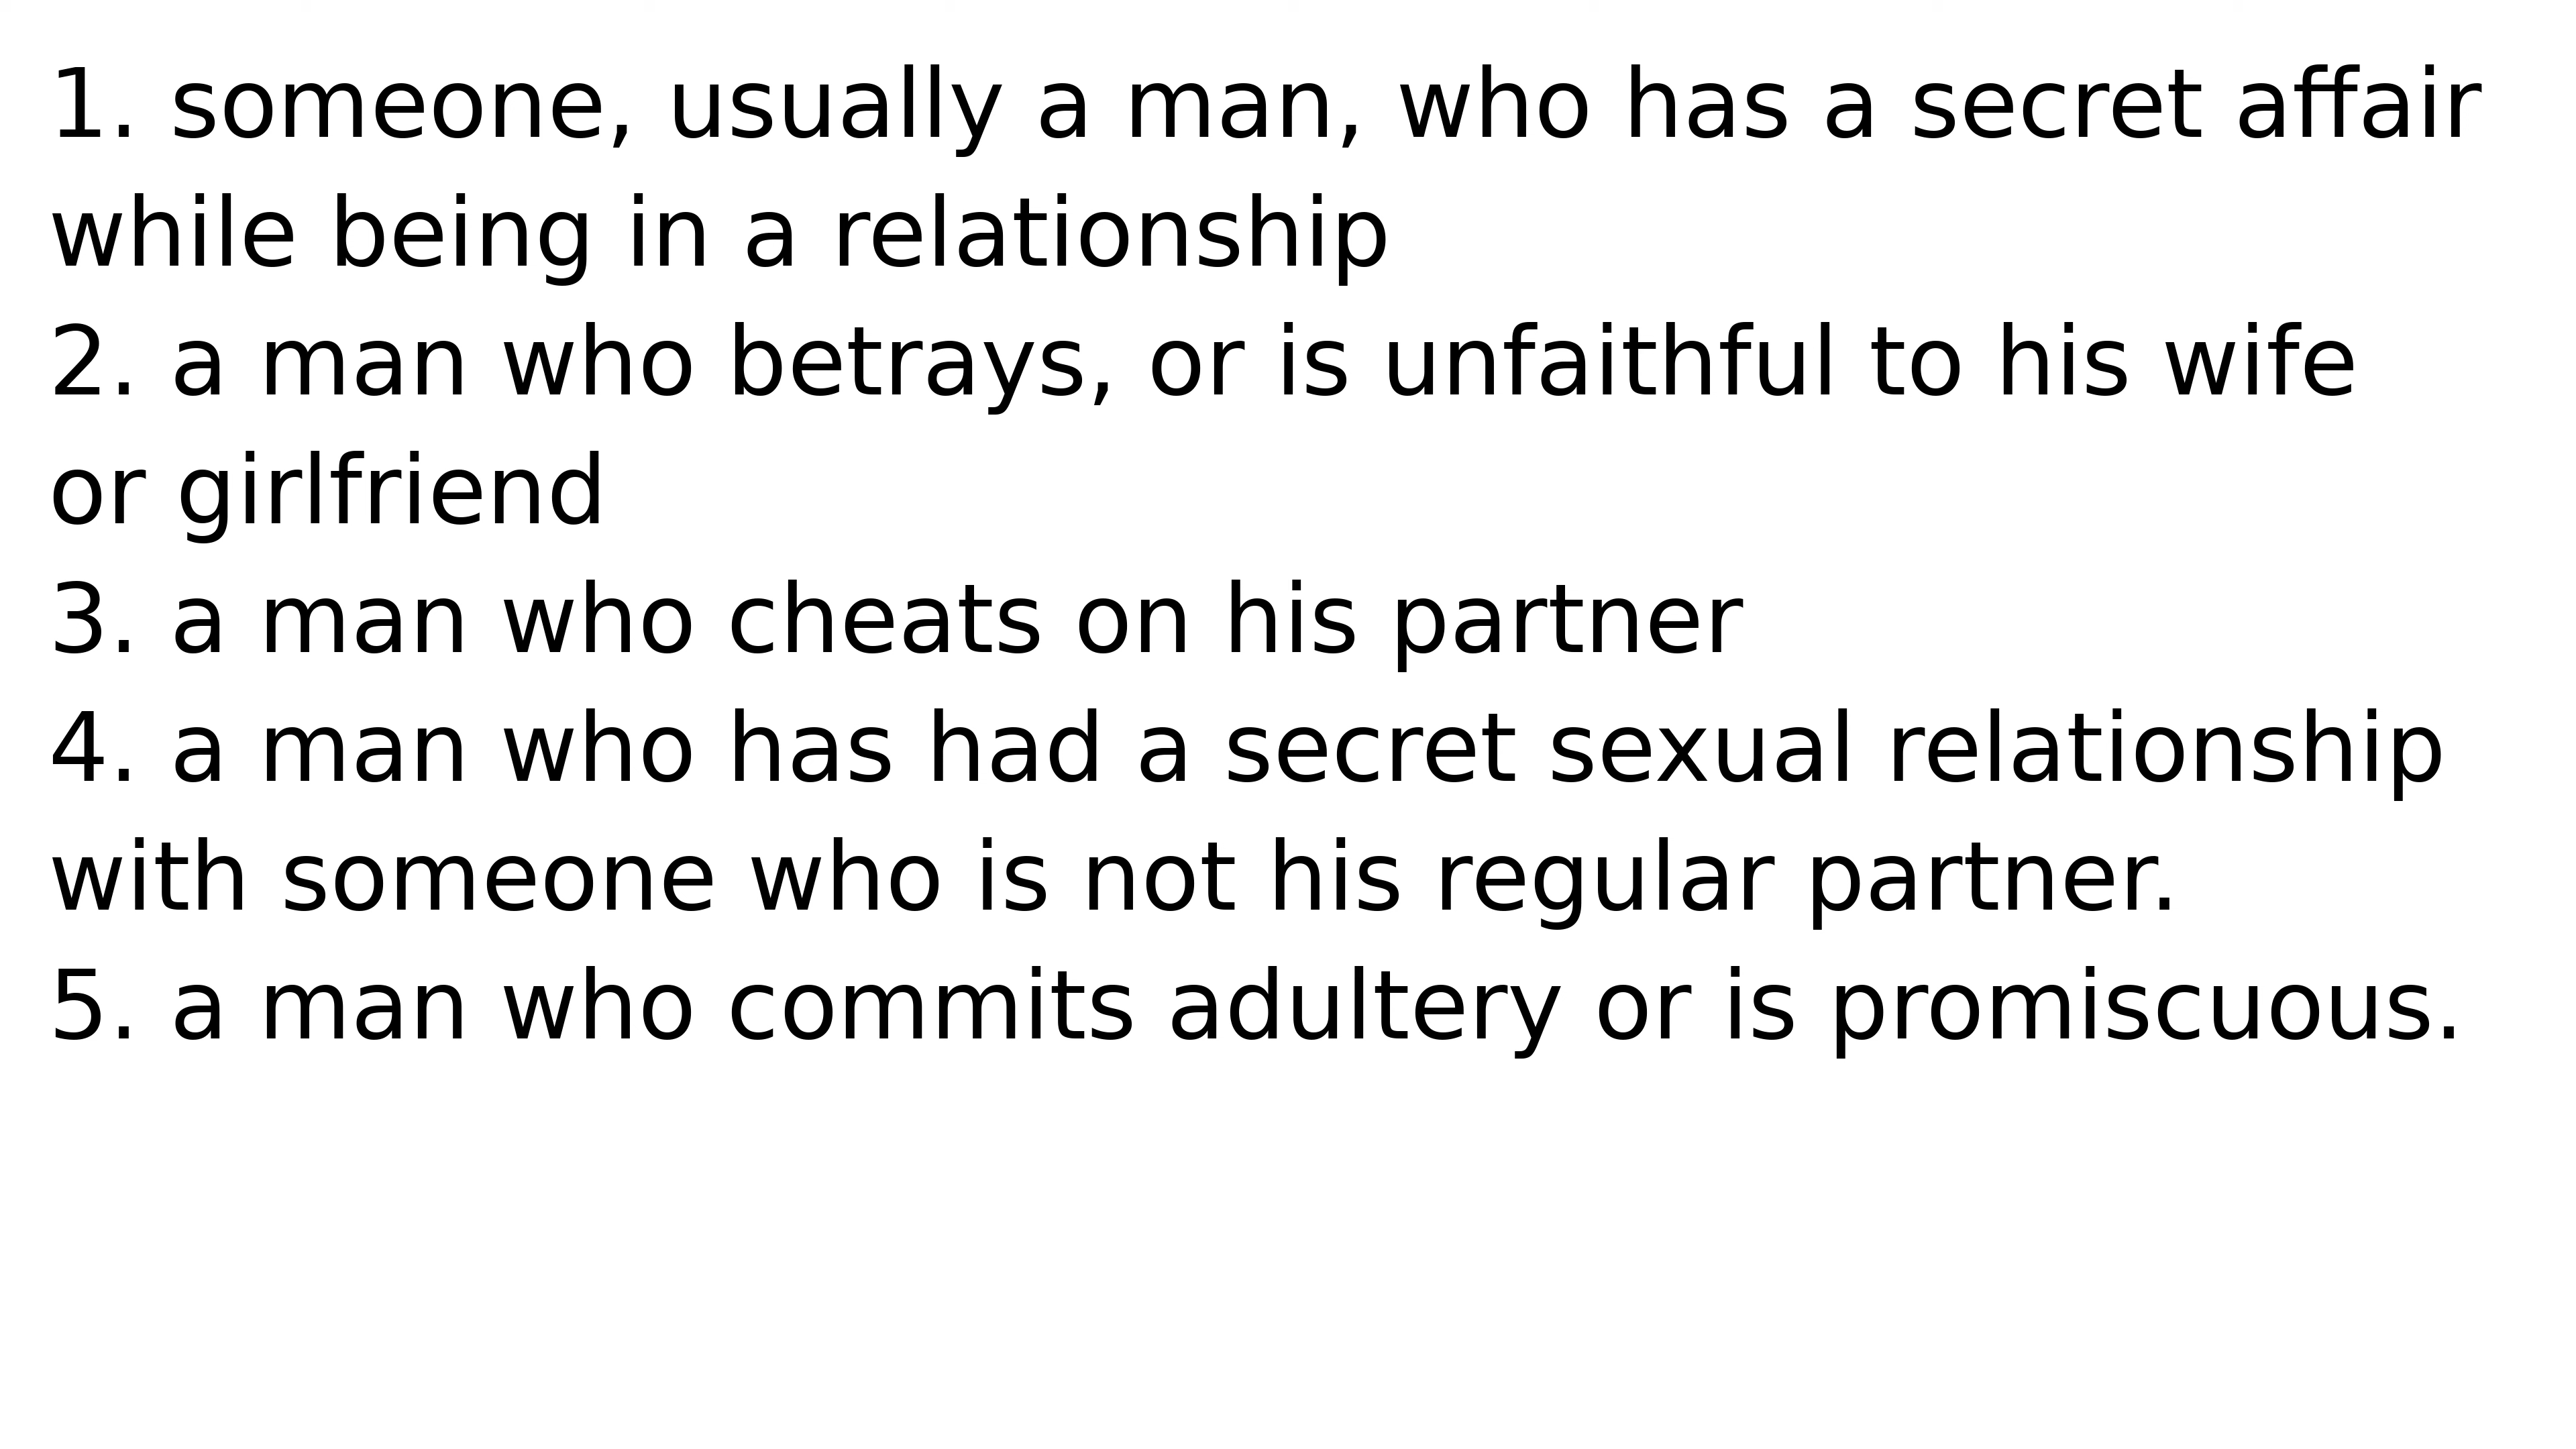 1. someone, usually a man, who has a secret affair
while being in a relationship
2. a man who betrays, or is unfaithful to his wife
or girlfriend
3. a man who cheats on his partner
4. a man who has had a secret sexual relationship
with someone who is not his regular partner.
5. a man who commits adultery or is promiscuous.